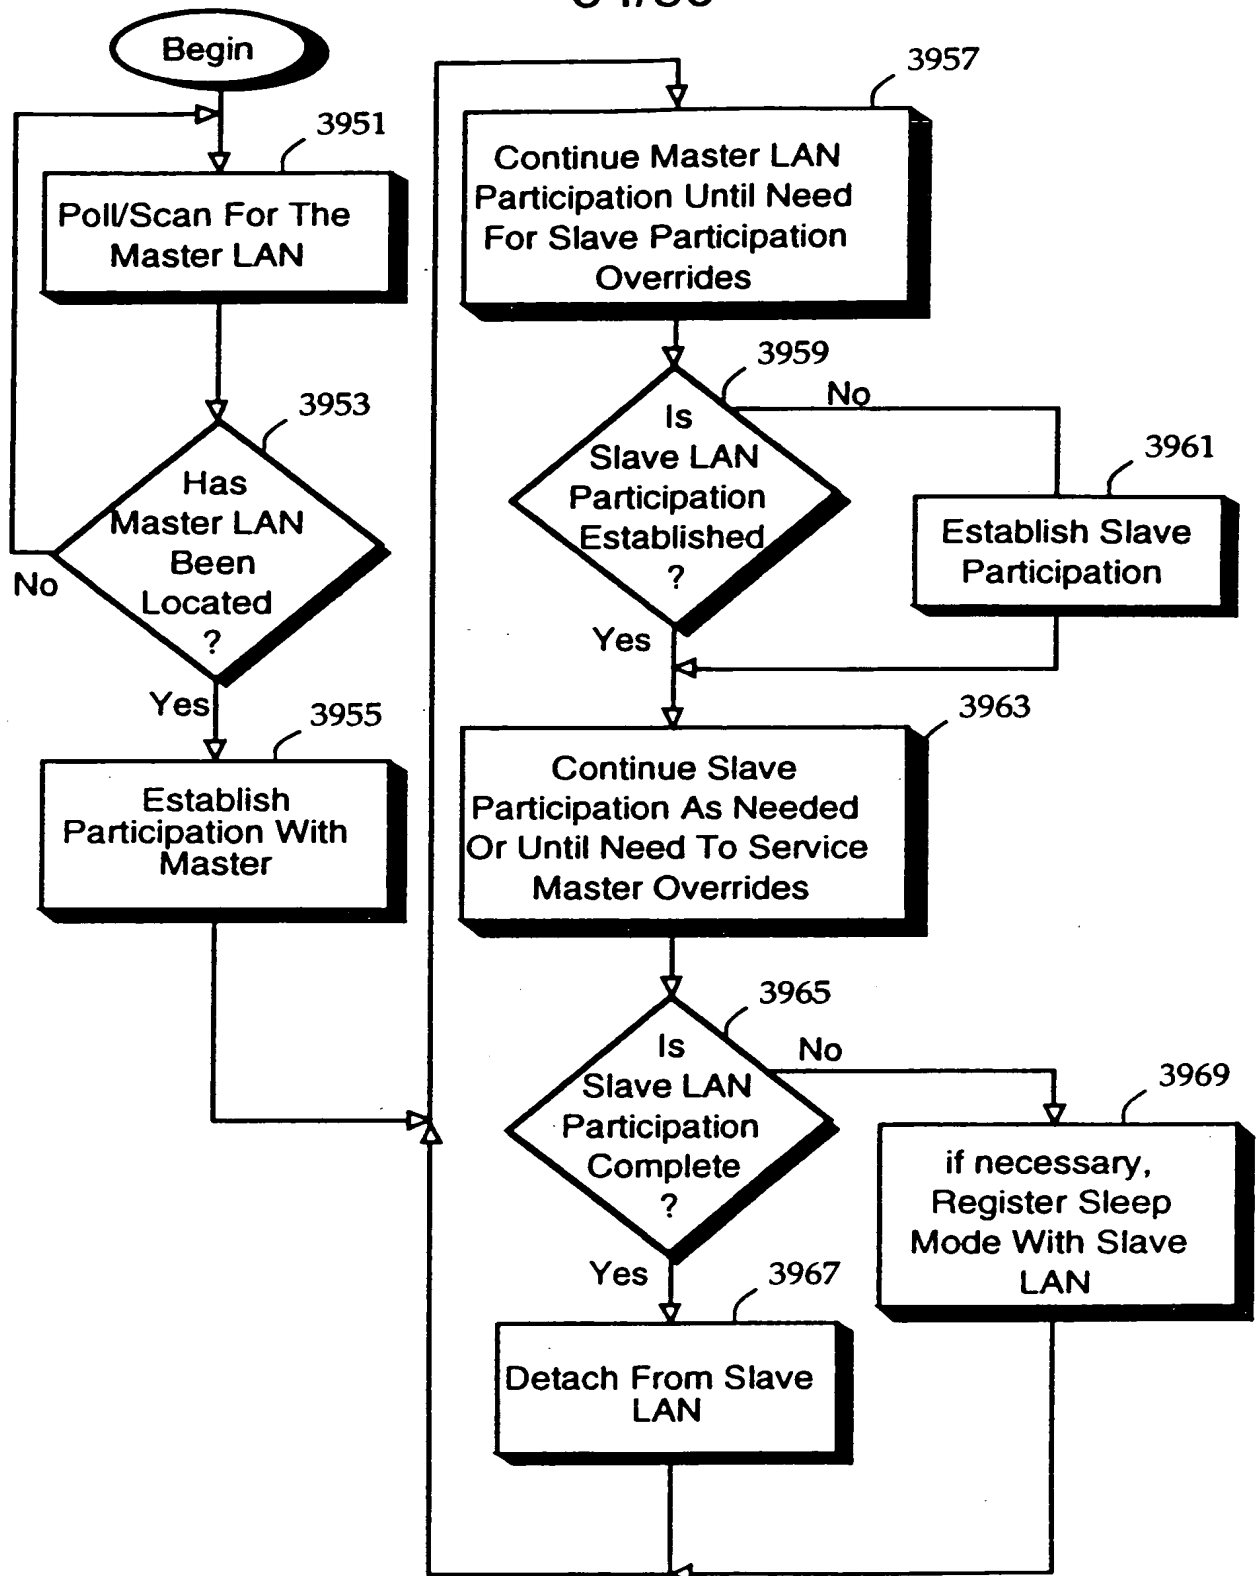 Begin
3951
Poll/Scan For The
Master LAN
3953
Has
Master LAN
Been
Located
?
No
Yes
3955
Establish
Participation With
Master
3957
Continue Master LAN
Participation Until Need
For Slave Participation
Overrides
3959
Is
Slave LAN
Participation
Established
?
No
Yes
3961
Establish Slave
Participation
3963
Continue Slave
Participation As Needed
Or Until Need To Service
Master Overrides
3965
Is
Slave LAN
Participation
Complete
?
No
Yes
3969
if necessary,
Register Sleep
Mode With Slave
LAN
3967
Detach From Slave
LAN